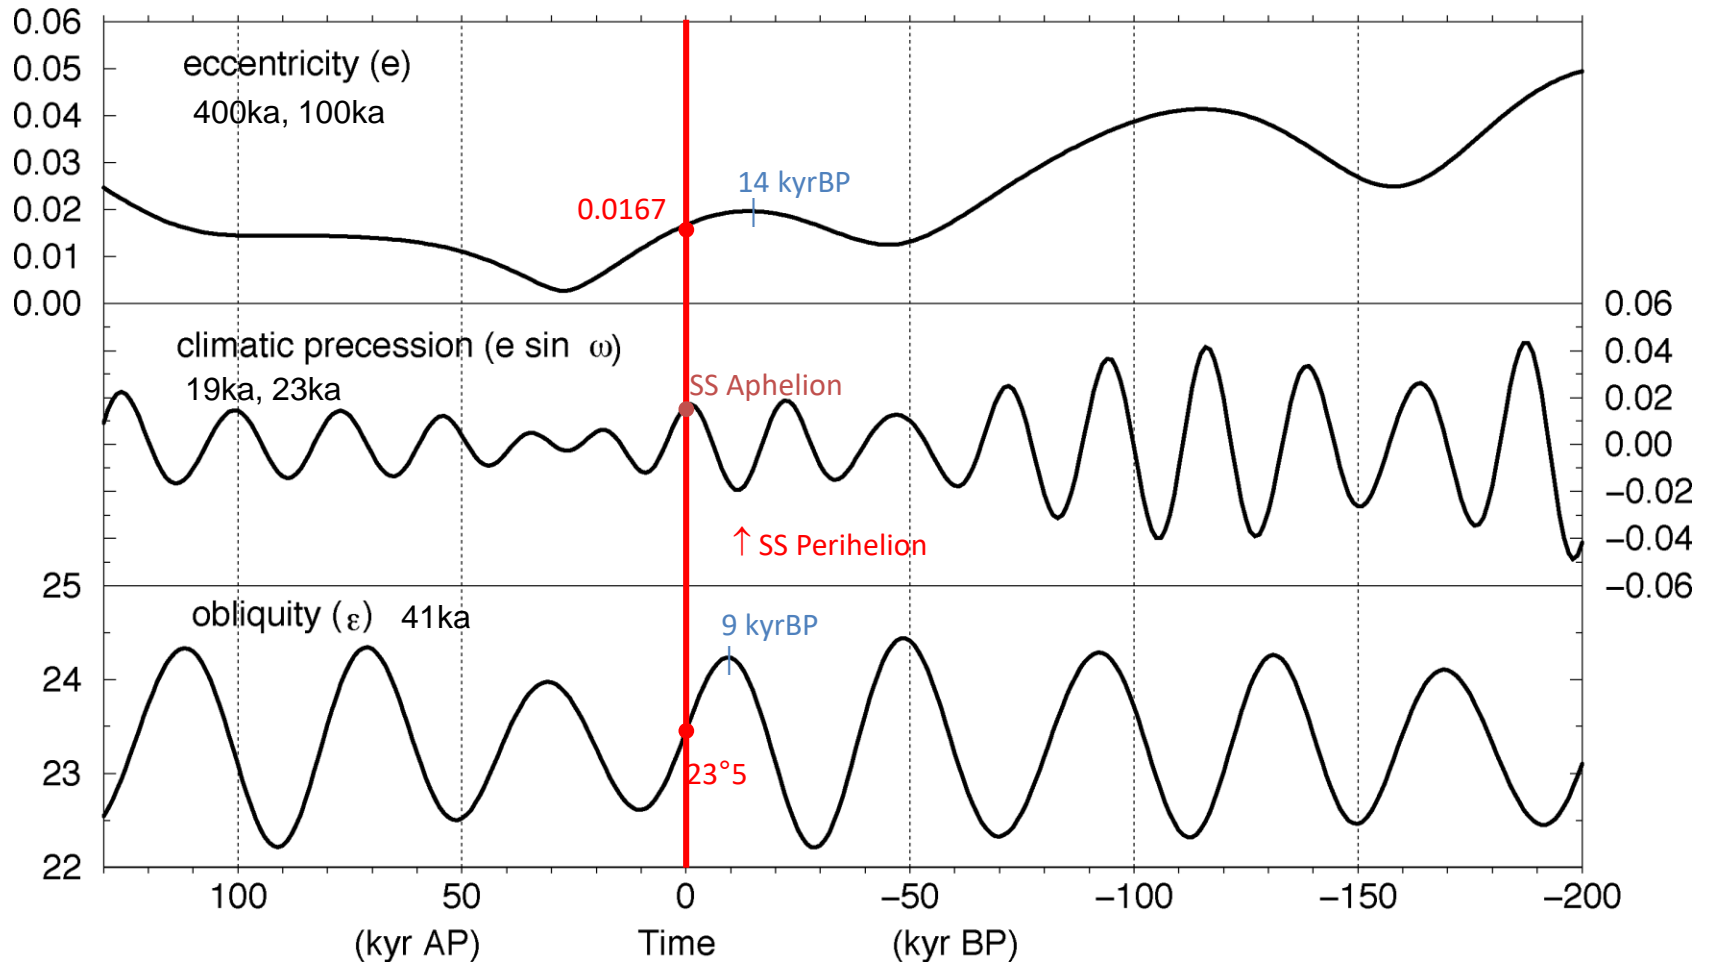 0.06
eccentricity (e)
0.05
400ka, 100ka
0.04
0.03
14 kyrBP
0.02
0.0167
0.01
0.00
0.06
climatic precession (e sin ω)
0.04
19ka, 23ka
SS Aphelion
0.02
0.00
−0.02
↑ SS Perihelion
−0.04
25
−0.06
obliquity (ε) 41ka
9 kyrBP
24
23
23°5
22
100 50 0 −50 −100 −150 −200
(kyr AP) Time (kyr BP)